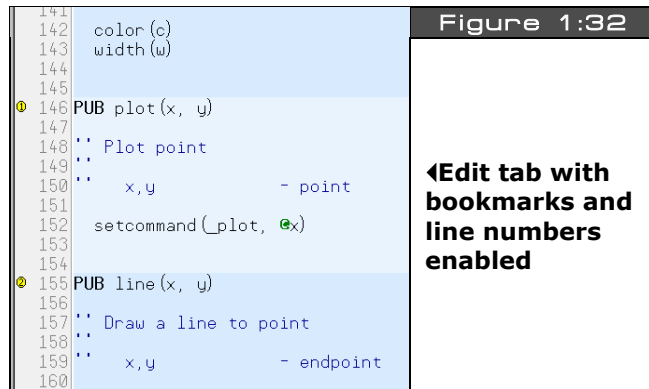 141
142 color(c)
143 width(w)
144
145
① 146 PUB plot(x, y)
147
148 '' Plot point
149 ''
150 '' x,y - point
151
152 setcommand(_plot, @x)
153
154
② 155 PUB line(x, y)
156
157 '' Draw a line to point
158 ''
159 '' x,y - endpoint
160
Figure 1:32
◀Edit tab with
bookmarks and
line numbers
enabled